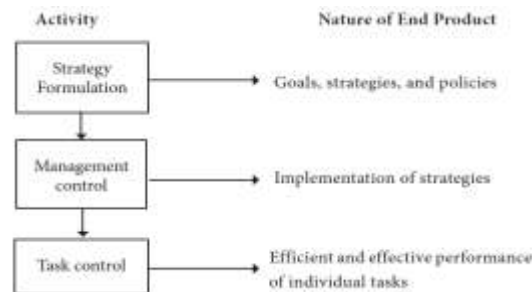 Activity Nature of End Product
Strategy
Formulation
Goals, strategies, and policies
Management
control
Implementation of strategies
Task control
Efficient and effective performance
of individual tasks